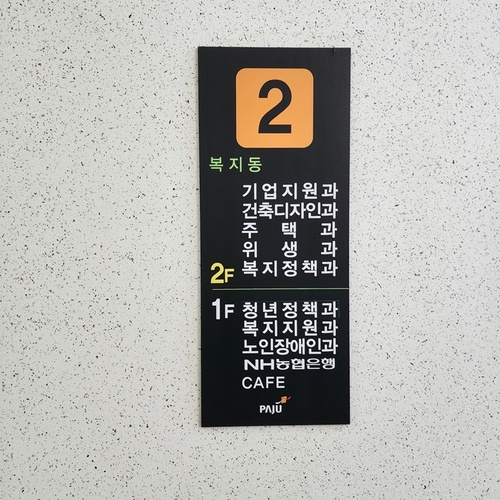 2
복지동
기업지원과
건축디자인과
주택과
위생과
2F 복지정책과
1F 청년정책과
복지지원과
노인장애인과
NH농협은행
CAFE
PAJU